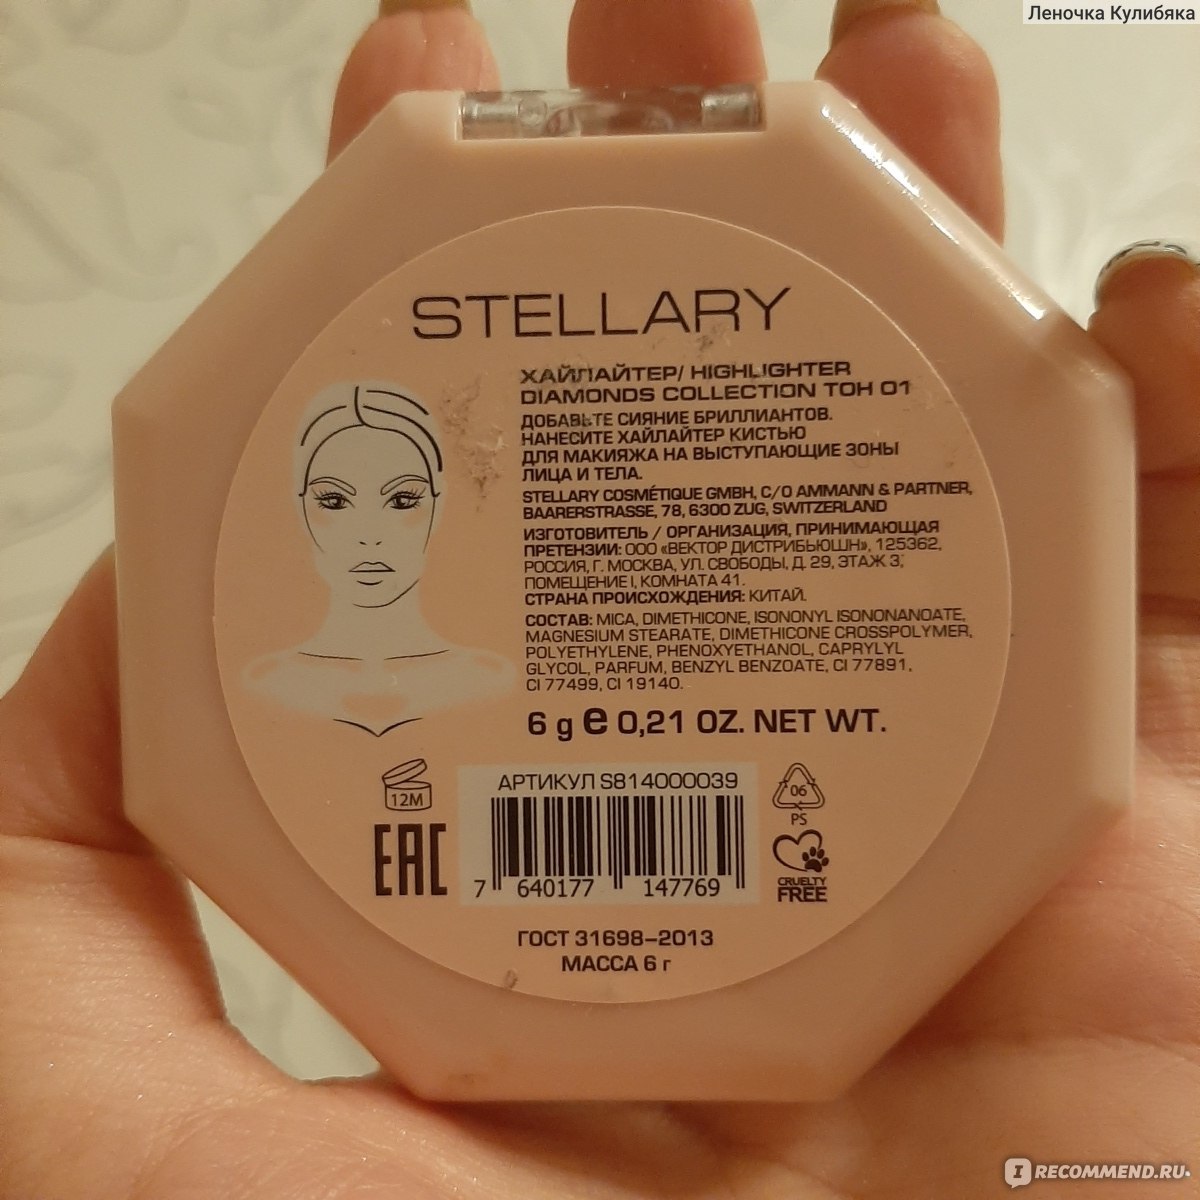 Леночка Кулибяка
STELLARY
ХАЙЛАЙТЕР/ HIGHLIGHTER
DIAMONDS COLLECTION ТОН 01
ДОБАВЬТЕ СИЯНИЕ БРИЛЛИАНТОВ.
НАНЕСИТЕ ХАЙЛАЙТЕР КИСТЬЮ
ДЛЯ МАКИЯЖА НА ВЫСТУПАЮЩИЕ ЗОНЫ
ЛИЦА И ТЕЛА.
STELLARY COSMÉTIQUE GMBH, C/O AMMANN & PARTNER,
BAARERSTRASSE, 78, 6300 ZUG, SWITZERLAND
ИЗГОТОВИТЕЛЬ / ОРГАНИЗАЦИЯ, ПРИНИМАЮЩАЯ
ПРЕТЕНЗИИ: ООО «ВЕКТОР ДИСТРИБЬЮШН», 125362,
РОССИЯ, Г. МОСКВА, УЛ. СВОБОДЫ, Д. 29, ЭТАЖ 3,
ПОМЕЩЕНИЕ I, КОМНАТА 41.
СТРАНА ПРОИСХОЖДЕНИЯ: КИТАЙ.
СОСТАВ: MICA, DIMETHICONE, ISONONYL ISONONANOATE,
MAGNESIUM STEARATE, DIMETHICONE CROSSPOLYMER,
POLYETHYLENE, PHENOXYETHANOL, CAPRYLYL
GLYCOL, PARFUM, BENZYL BENZOATE, CI 77891,
CI 77499, CI 19140.
6 g e 0,21 OZ. NET WT.
12M
EAC
АРТИКУЛ S814000039
7 640177 147769
06
PS
CRUELTY
FREE
ГОСТ 31698–2013
МАССА 6 г
IRECOMMEND.RU